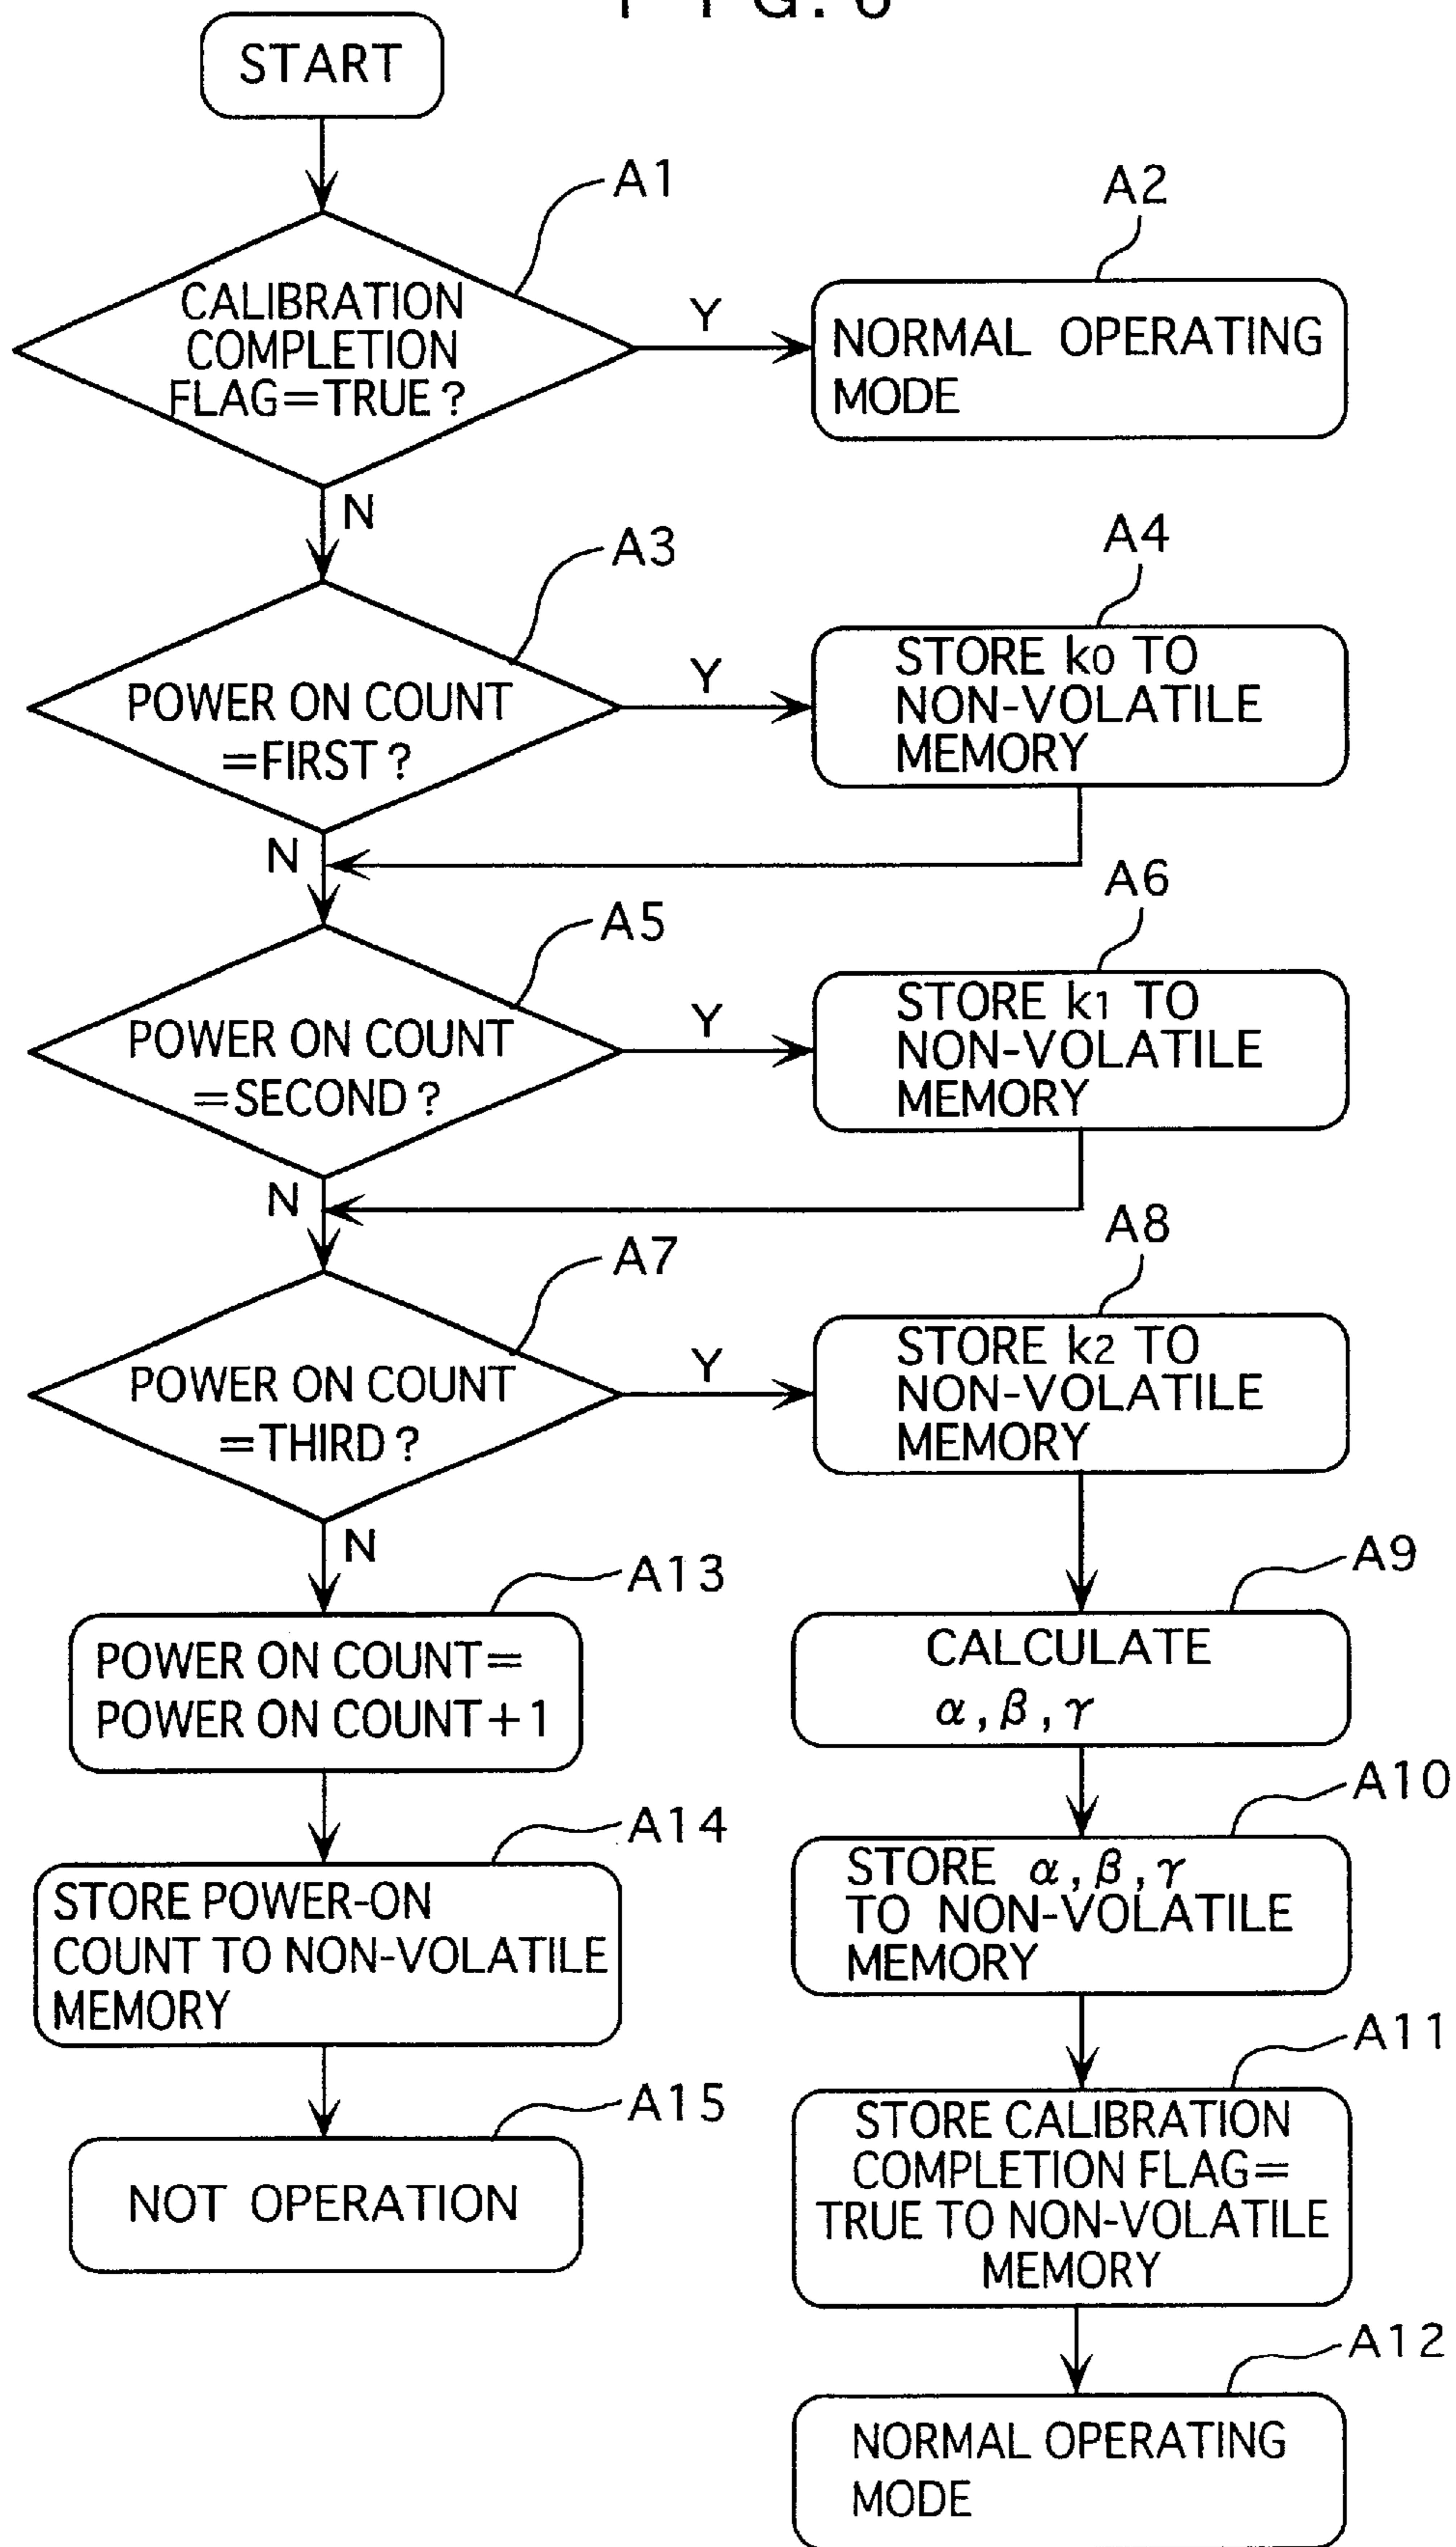 START
A1
A2
CALIBRATION
COMPLETION
FLAG=TRUE?
Y
NORMAL OPERATING
MODE
N
A3
A4
POWER ON COUNT
=FIRST?
Y
STORE k0 TO
NON-VOLATILE
MEMORY
N
A5
A6
POWER ON COUNT
=SECOND?
Y
STORE k1 TO
NON-VOLATILE
MEMORY
N
A7
A8
POWER ON COUNT
=THIRD?
Y
STORE k2 TO
NON-VOLATILE
MEMORY
N
A13
A9
POWER ON COUNT=
POWER ON COUNT+1
CALCULATE
α,β,γ
A14
A10
STORE POWER-ON
COUNT TO NON-VOLATILE
MEMORY
STORE α,β,γ
TO NON-VOLATILE
MEMORY
A15
A11
NOT OPERATION
STORE CALIBRATION
COMPLETION FLAG=
TRUE TO NON-VOLATILE
MEMORY
A12
NORMAL OPERATING
MODE